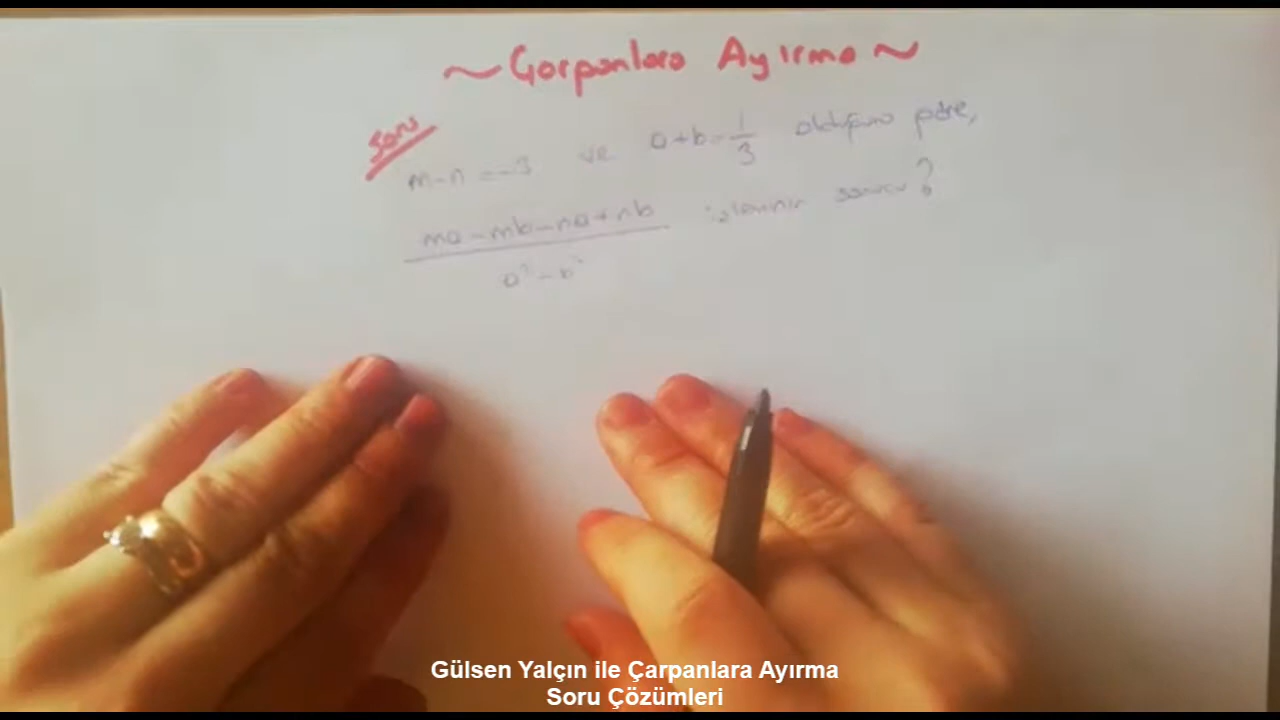 ~ Çarpanlara Ayırma ~
Soru
m-n = -3 ve a+b = 1/3 olduğuna göre,
ma-mb-na+nb / a²-b² işleminin sonucu?
Gülsen Yalçın ile Çarpanlara Ayırma
Soru Çözümleri